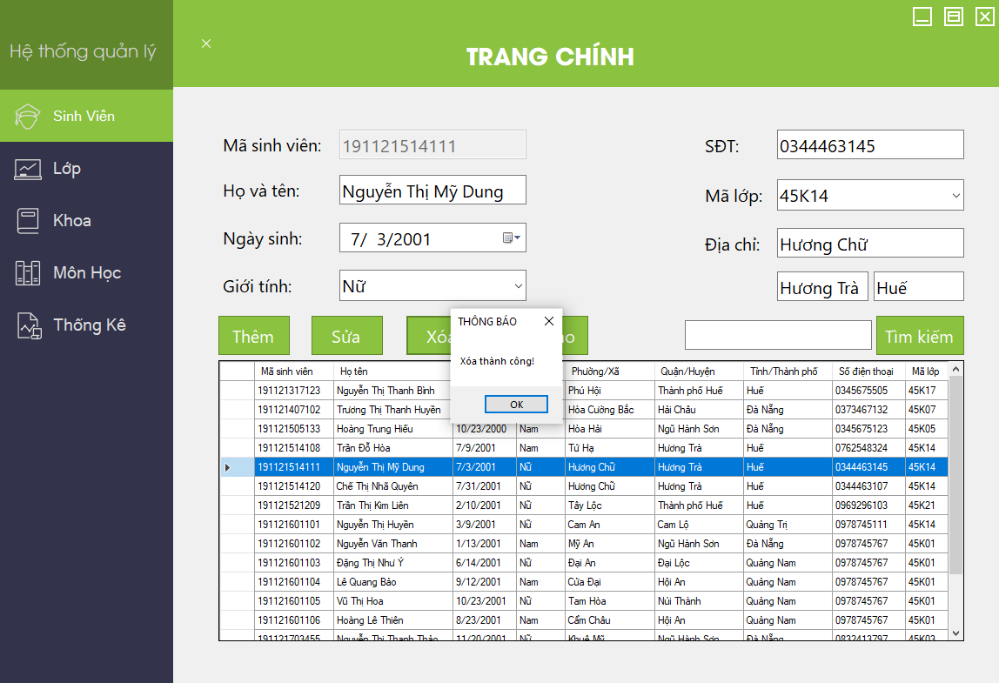 Hệ thống quản lý
TRANG CHÍNH
Sinh Viên
Lớp
Khoa
Môn Học
Thống Kê
Mã sinh viên: 191121514111 SĐT: 0344463145
Họ và tên: Nguyễn Thị Mỹ Dung Mã lớp: 45K14
Ngày sinh: 7/ 3/2001 Địa chỉ: Hương Chữ
Giới tính: Nữ Hương Trà Huế
Thêm Sửa Tìm kiếm
THÔNG BÁO
Xóa thành công!
OK
Mã sinh viên Họ tên Phường/Xã Quận/Huyện Tỉnh/Thành phố Số điện thoại Mã lớp
191121317123 Nguyễn Thị Thanh Bình Phú Hội Thành phố Huế Huế 0345675505 45K17
191121407102 Trương Thị Thanh Huyền Hòa Cường Bắc Hải Châu Đà Nẵng 0373467132 45K07
191121505133 Hoàng Trung Hiếu 10/23/2000 Nam Hòa Hải Ngũ Hành Sơn Đà Nẵng 0345675123 45K05
191121514108 Trần Đỗ Hòa 7/9/2001 Nam Tứ Hạ Hương Trà Huế 0762548324 45K14
191121514111 Nguyễn Thị Mỹ Dung 7/3/2001 Nữ Hương Chữ Hương Trà Huế 0344463145 45K14
191121514120 Chế Thị Nhã Quyên 7/31/2001 Nữ Hương Chữ Hương Trà Huế 0344463107 45K14
191121521209 Trần Thị Kim Liên 2/10/2001 Nữ Tây Lộc Thành phố Huế Huế 0969296103 45K21
191121601101 Nguyễn Thị Huyền 3/9/2001 Nữ Cam An Cam Lộ Quảng Trị 0978745111 45K14
191121601102 Nguyễn Văn Thanh 1/13/2001 Nam Mỹ An Ngũ Hành Sơn Đà Nẵng 0978745767 45K01
191121601103 Đặng Thị Như Ý 6/14/2001 Nữ Đại An Đại Lộc Quảng Nam 0978745767 45K01
191121601104 Lê Quang Bảo 9/12/2001 Nam Cửa Đại Hội An Quảng Nam 0978745767 45K01
191121601105 Vũ Thị Hoa 10/23/2001 Nữ Tam Hòa Núi Thành Quảng Nam 0978745767 45K01
191121601106 Hoàng Lê Thiên 8/23/2001 Nam Cẩm Châu Hội An Quảng Nam 0978745767 45K01
191121703455 Nguyễn Thị Thanh Thảo 11/20/2001 Nữ Khuê Mỹ Ngũ Hành Sơn Đà Nẵng 0832413797 45K03